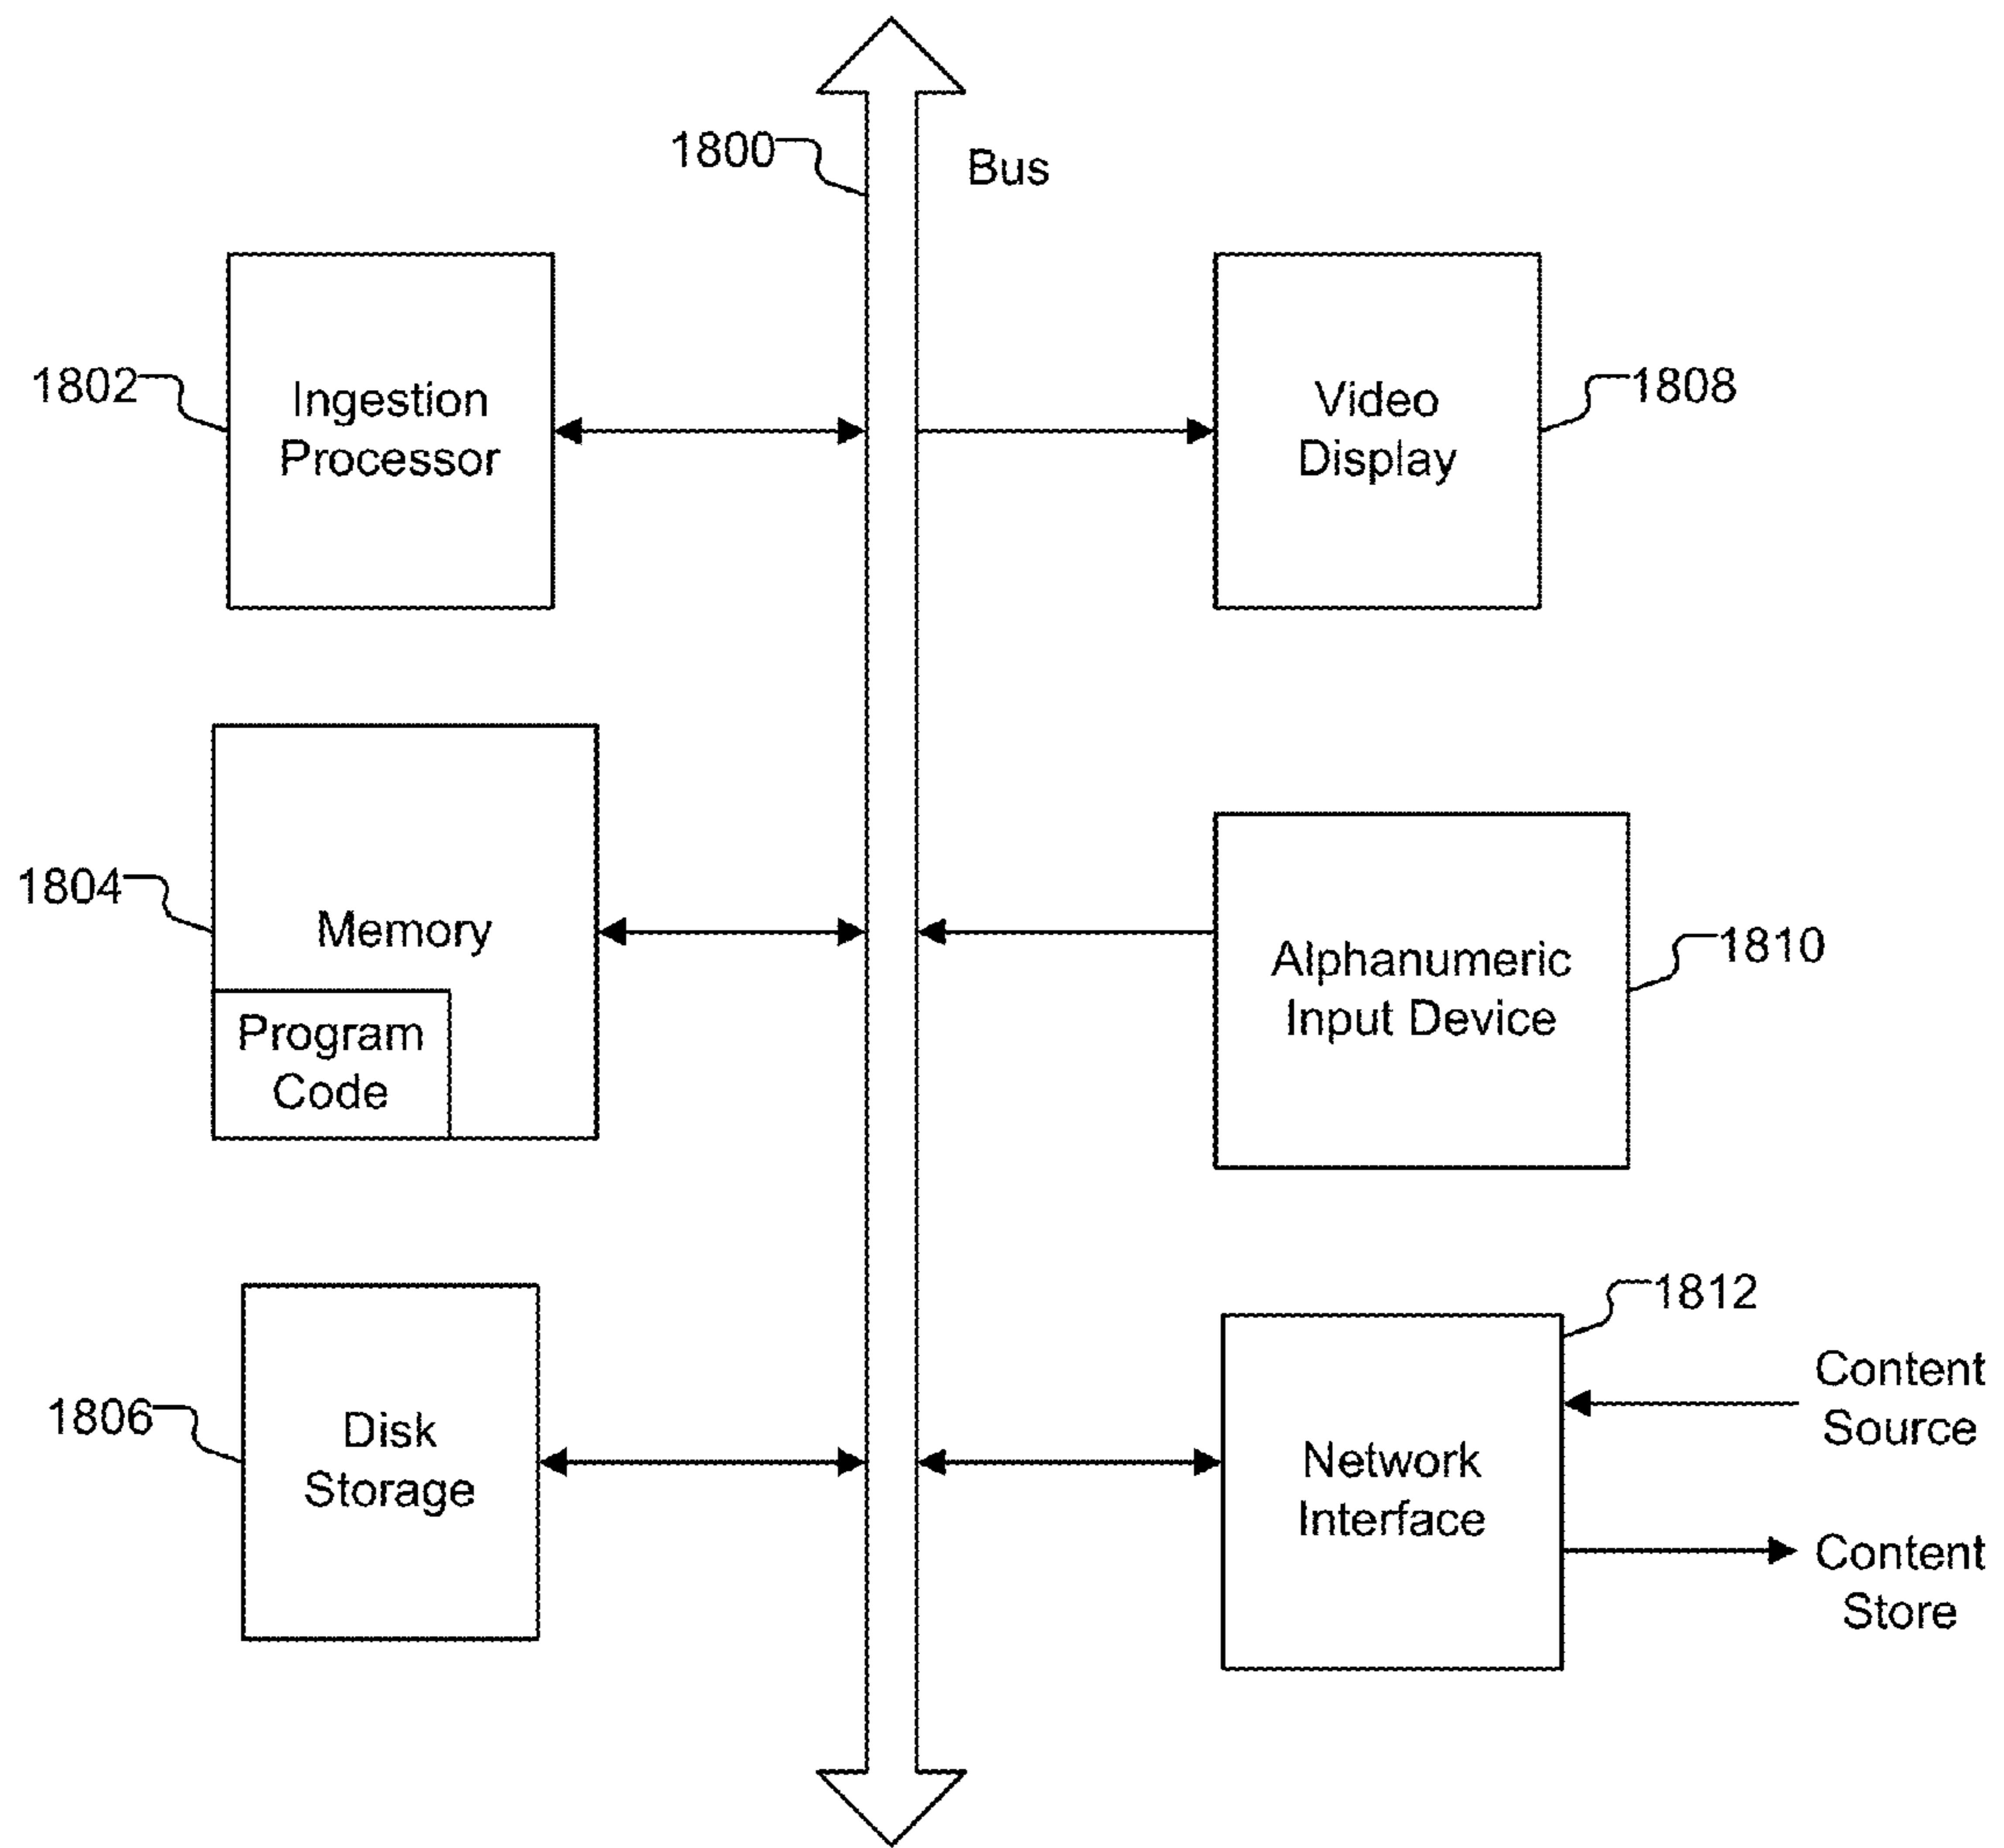 1800
Bus
1802
Ingestion
Processor
Video
Display
1808
1804
Memory
Program
Code
Alphanumeric
Input Device
1810
1806
Disk
Storage
1812
Network
Interface
Content
Source
Content
Store